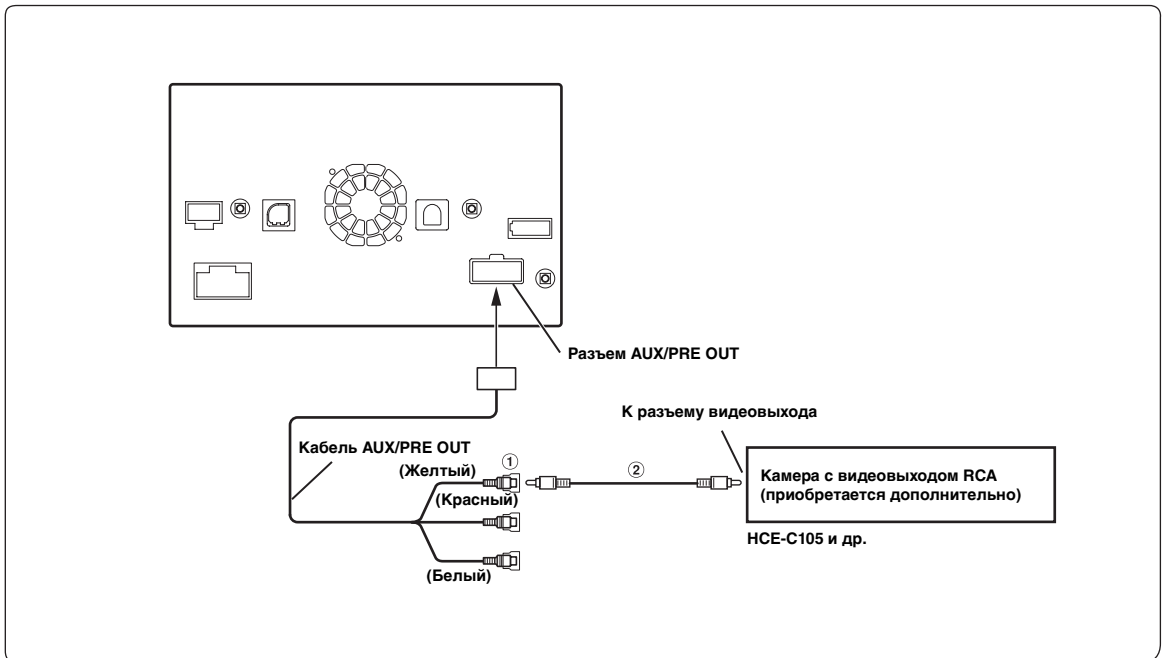 Разъем AUX/PRE OUT
К разъему видеовыхода
Кабель AUX/PRE OUT
(Желтый)
①
②
(Красный)
Камера с видеовыходом RCA
(приобретается дополнительно)
HCE-C105 и др.
(Белый)